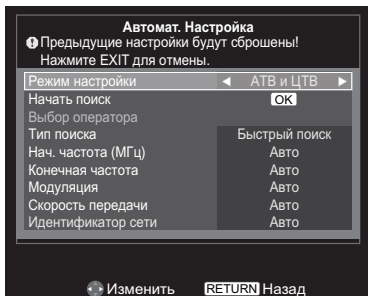 Автомат. Настройка
Предыдущие настройки будут сброшены!
Нажмите EXIT для отмены.
Режим настройки АТВ и ЦТВ
Начать поиск OK
Выбор оператора
Тип поиска Быстрый поиск
Нач. частота (МГц) Авто
Конечная частота Авто
Модуляция Авто
Скорость передачи Авто
Идентификатор сети Авто
Изменить RETURN Назад